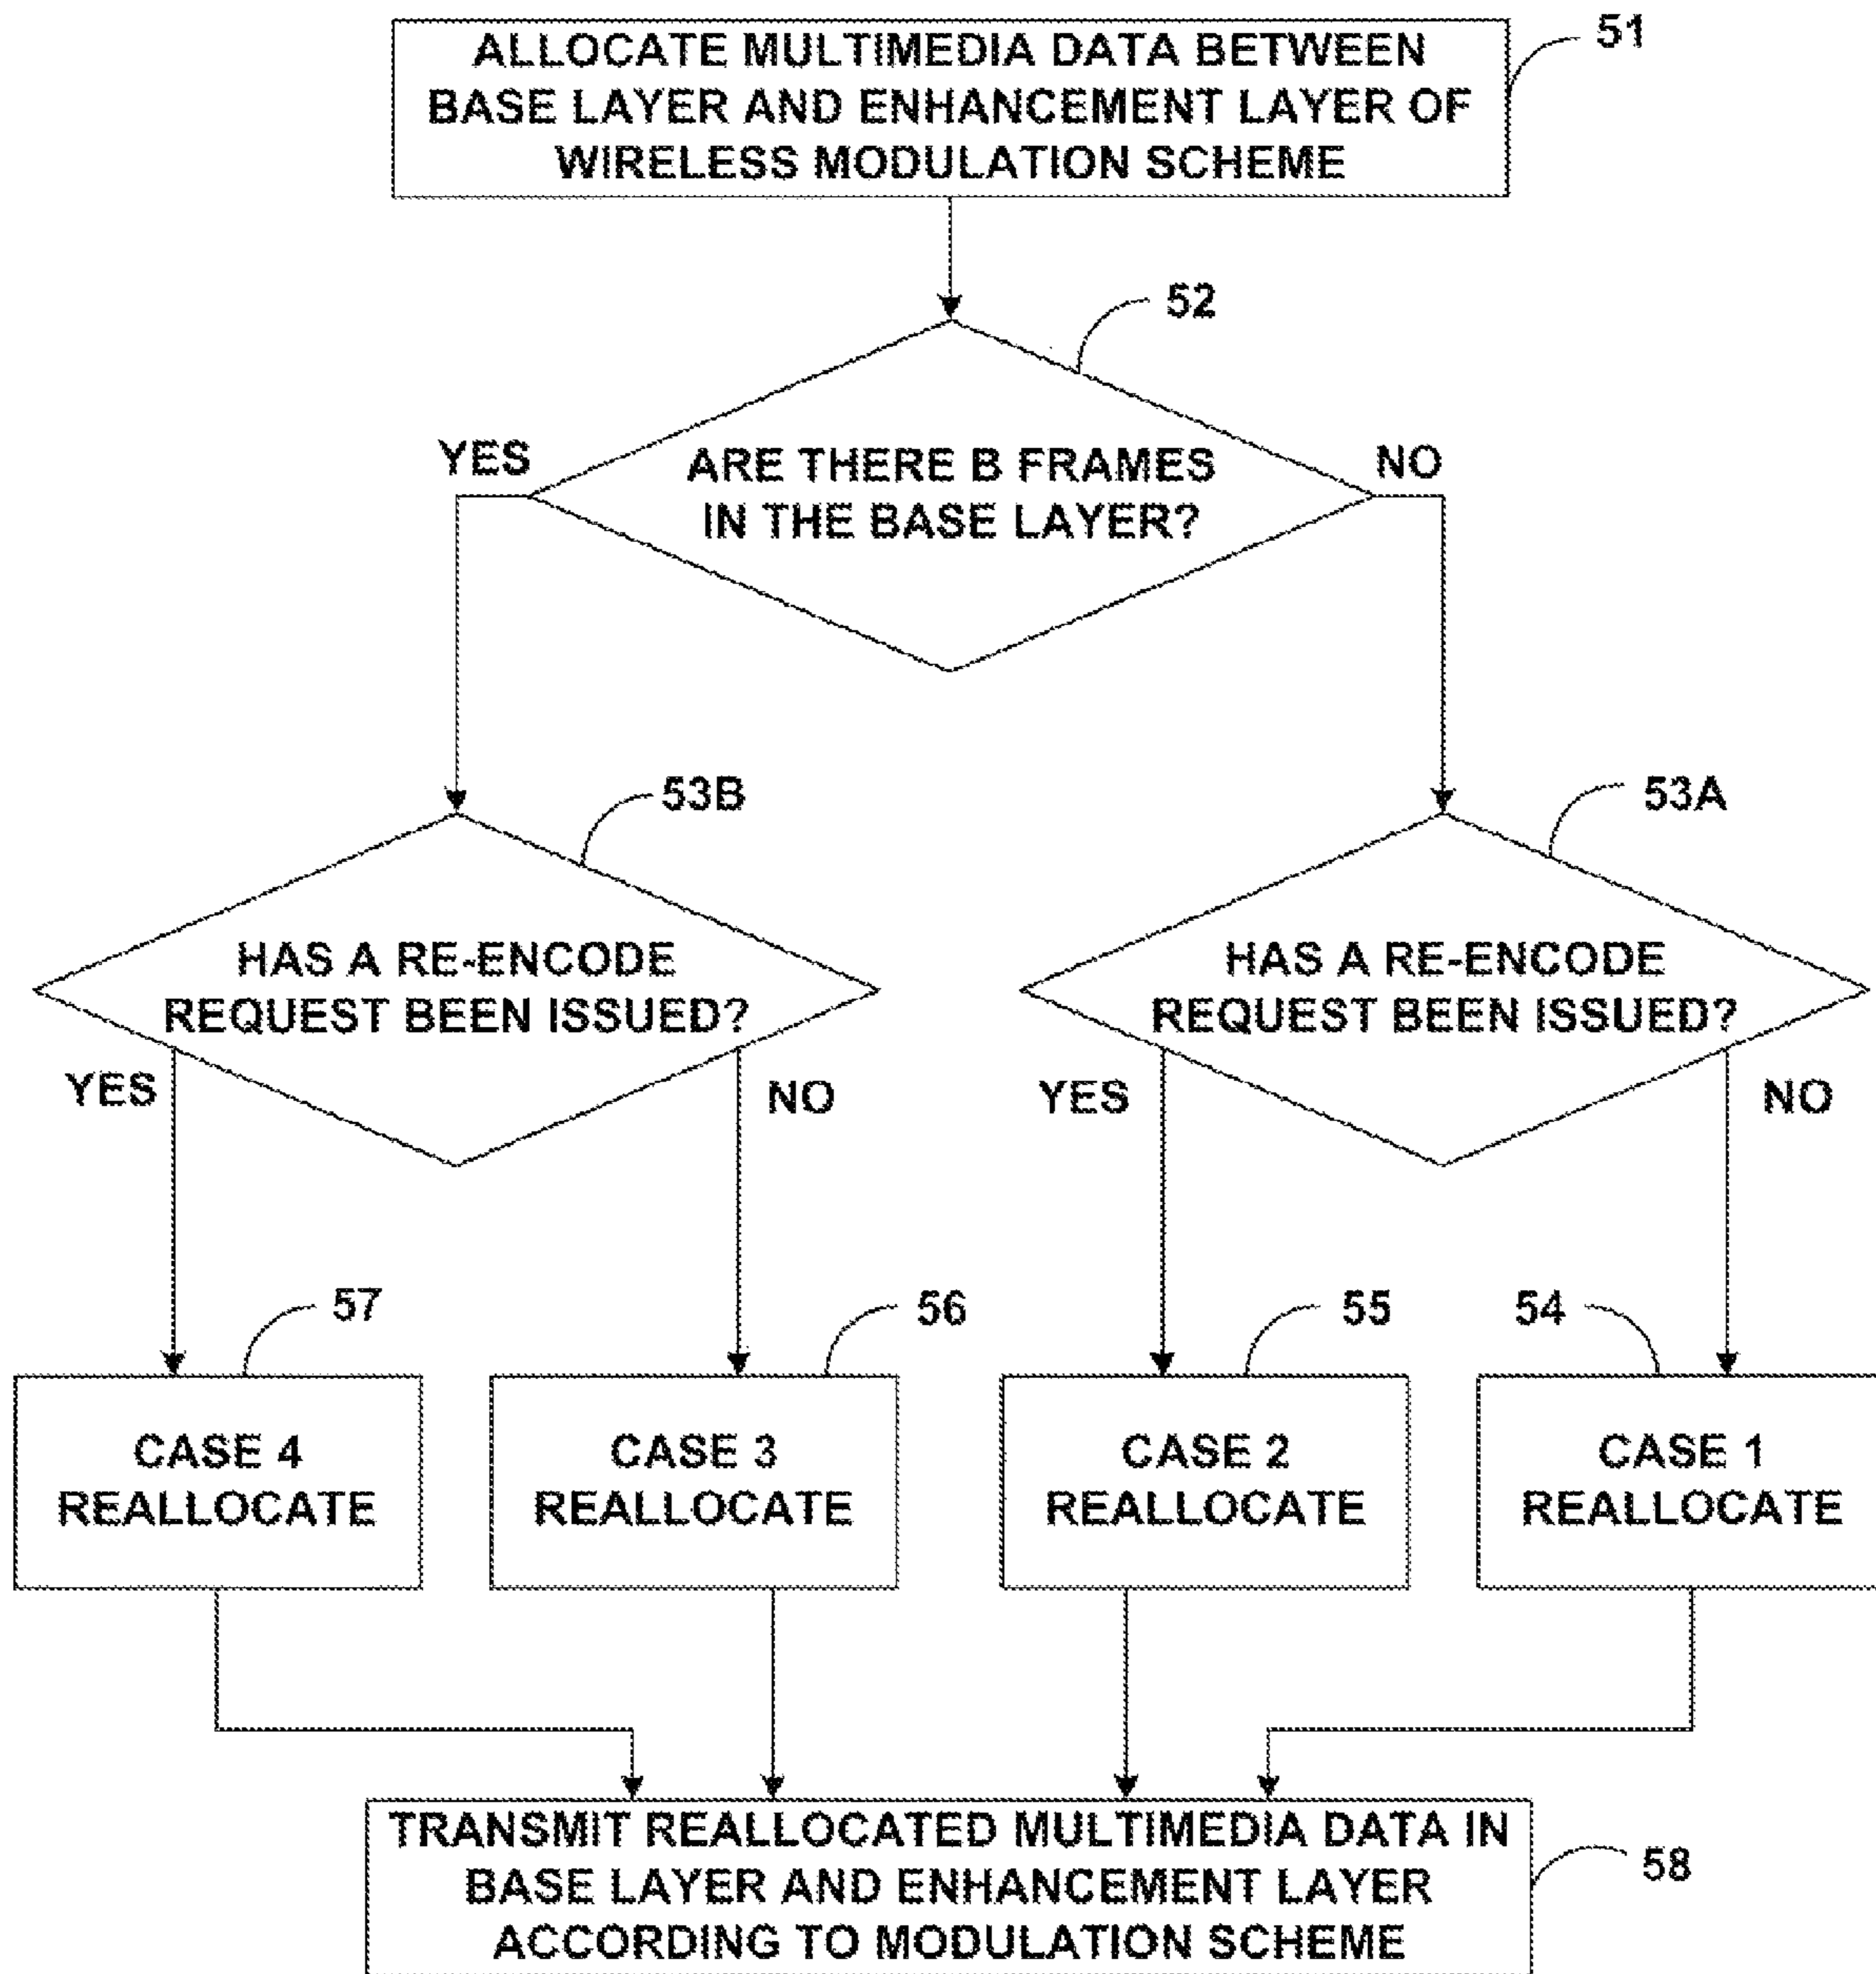 ALLOCATE MULTIMEDIA DATA BETWEEN
BASE LAYER AND ENHANCEMENT LAYER OF
WIRELESS MODULATION SCHEME
51
52
YES
ARE THERE B FRAMES
IN THE BASE LAYER?
NO
53B
53A
HAS A RE-ENCODE
REQUEST BEEN ISSUED?
HAS A RE-ENCODE
REQUEST BEEN ISSUED?
YES
NO
YES
NO
57
56
55
54
CASE 4
REALLOCATE
CASE 3
REALLOCATE
CASE 2
REALLOCATE
CASE 1
REALLOCATE
TRANSMIT REALLOCATED MULTIMEDIA DATA IN
BASE LAYER AND ENHANCEMENT LAYER
ACCORDING TO MODULATION SCHEME
58